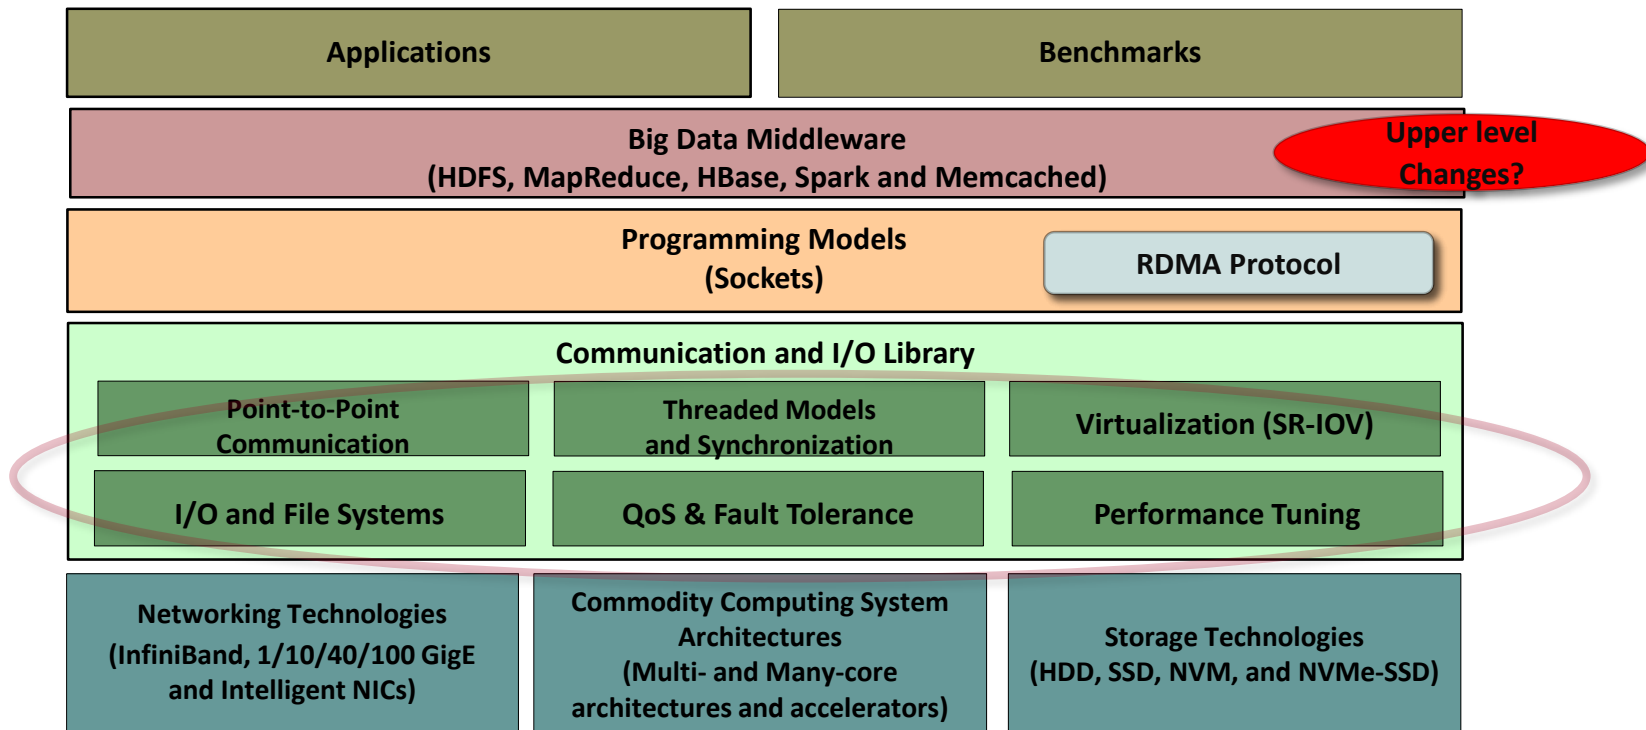 Applications
Benchmarks
Big Data Middleware
(HDFS, MapReduce, HBase, Spark and Memcached)
Upper level
Changes?
Programming Models
(Sockets)
RDMA Protocol
Communication and I/O Library
Point-to-Point
Communication
Threaded Models
and Synchronization
Virtualization (SR-IOV)
I/O and File Systems
QoS & Fault Tolerance
Performance Tuning
Networking Technologies
(InfiniBand, 1/10/40/100 GigE
and Intelligent NICs)
Commodity Computing System
Architectures
(Multi- and Many-core
architectures and accelerators)
Storage Technologies
(HDD, SSD, NVM, and NVMe-SSD)